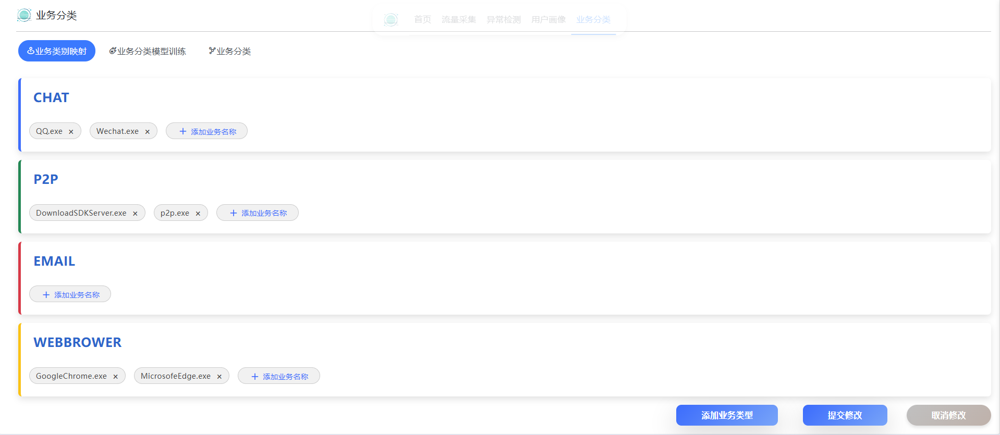 业务分类
首页 流量采集 异常检测 用户画像 业务分类
业务类别映射 业务分类模型训练 业务分类
CHAT
QQ.exe × Wechat.exe × + 添加业务名称
P2P
DownloadSDKServer.exe × p2p.exe × + 添加业务名称
EMAIL
+ 添加业务名称
WEBBROWER
GoogleChrome.exe × MicrosofeEdge.exe × + 添加业务名称
添加业务类型 提交修改 取消修改